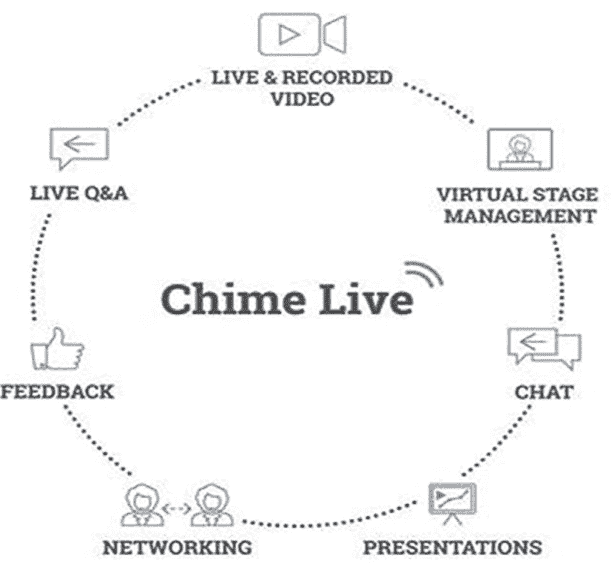 LIVE & RECORDED
VIDEO
VIRTUAL STAGE
MANAGEMENT
CHAT
PRESENTATIONS
NETWORKING
FEEDBACK
LIVE Q&A
Chime Live